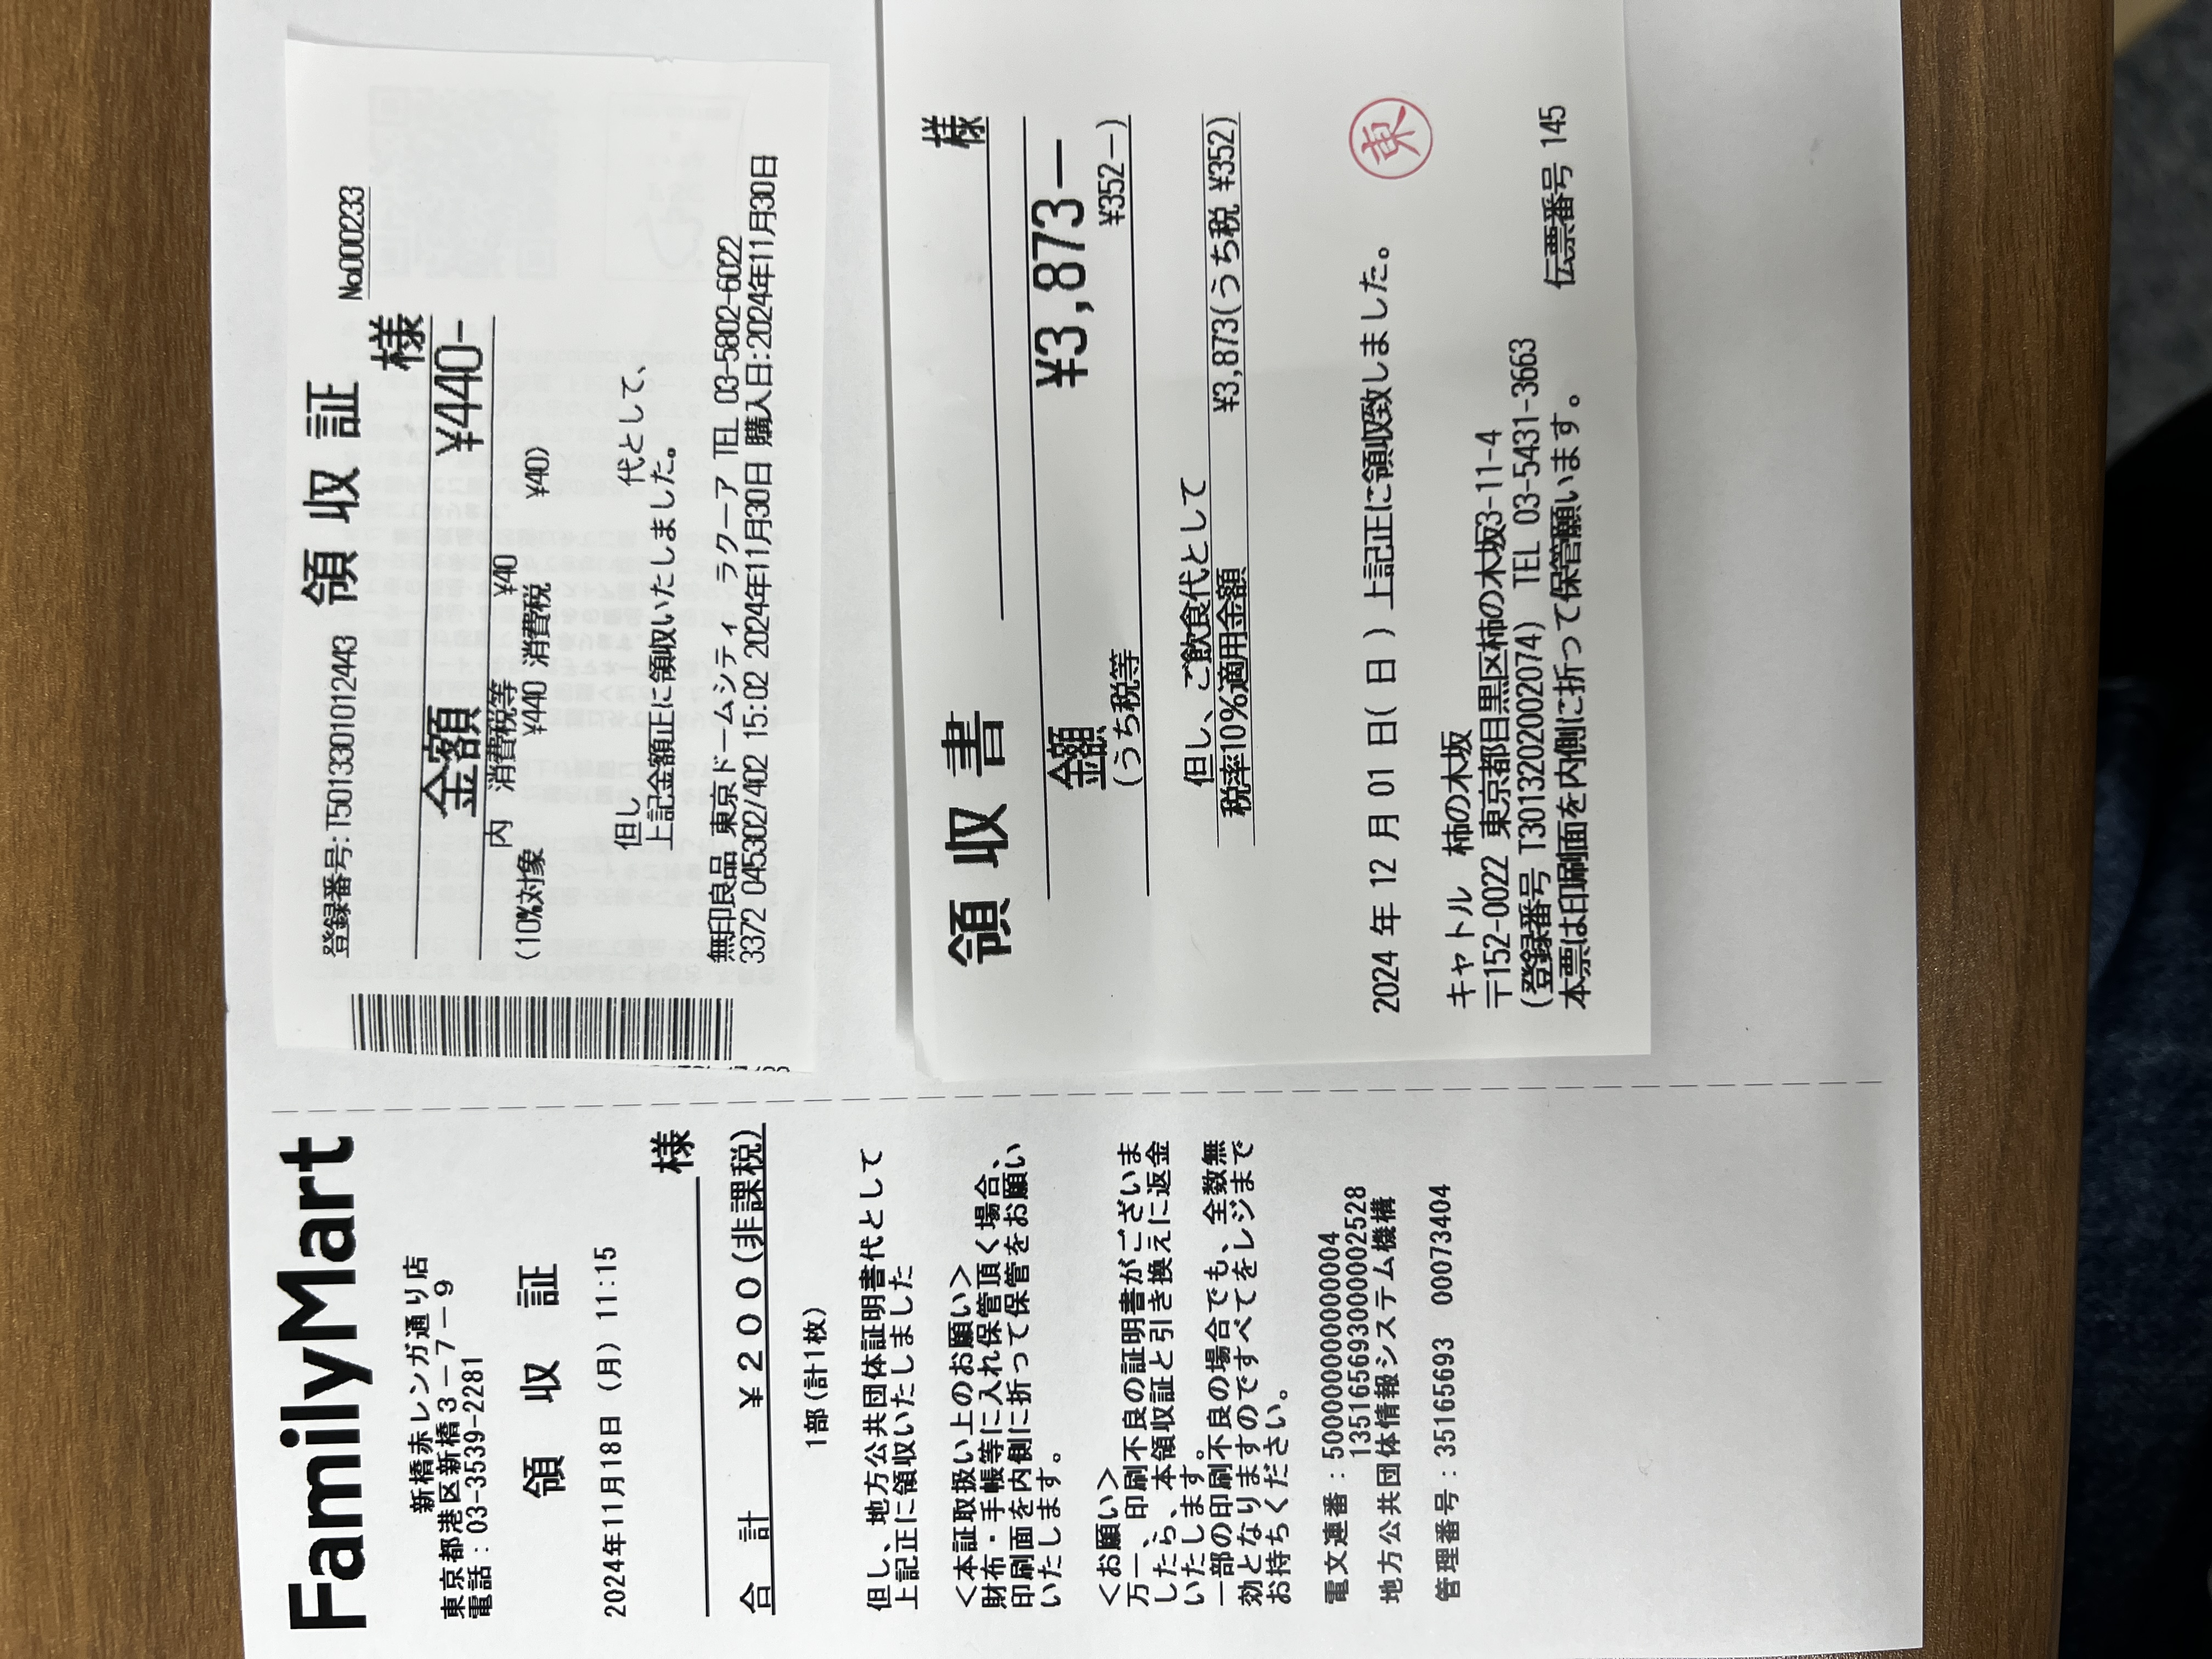 FamilyMart
新橋赤レンガ通り店
東京都港区新橋3-7-9
電話:03-3539-2281
領 収 証
2024年11月18日 (月) 11:15
様
合 計 ¥200(非課税)
1部(計1枚)
但し、地方公共団体証明書代として
上記正に領収いたしました
<本証取扱い上のお願い>
財布・手帳等に入れ保管頂く場合、
印刷面を内側に折って保管をお願い
いたします。
<お願い>
万一、印刷不良の証明書がございま
したら、本領収証と引き換えに返金
いたします。
一部の印刷不良の場合でも、全数無
効となりますのですべてをレジまで
お持ちください。
電文連番:500000000000004
135165693000002528
地方公共団体情報システム機構
管理番号:35165693 00073404
登録番号:T5013301012443 領 収 証 No000233
様
金額 ¥440-
内 消費税等 ¥40
(10%対象 ¥440 消費税 ¥40)
但し 代として、
上記金額正に領収いたしました。
無印良品 東京ドームシティ ラクーア TEL 03-5802-6022
3372 045302/402 15:02 2024年11月30日 購入日:2024年11月30日
領 収 書 様
金額 ¥3,873-
(うち税等 ¥352-)
但し、ご飲食代として
税率10%適用金額 ¥3,873(うち税 ¥352)
2024 年 12 月 01 日( 日 ) 上記正に領収致しました。
東
キャトル 柿の木坂
〒152-0022 東京都目黒区柿の木坂3-11-4
(登録番号 T3013202002074) TEL 03-5431-3663
本票は印刷面を内側に折って保管願います。 伝票番号 145